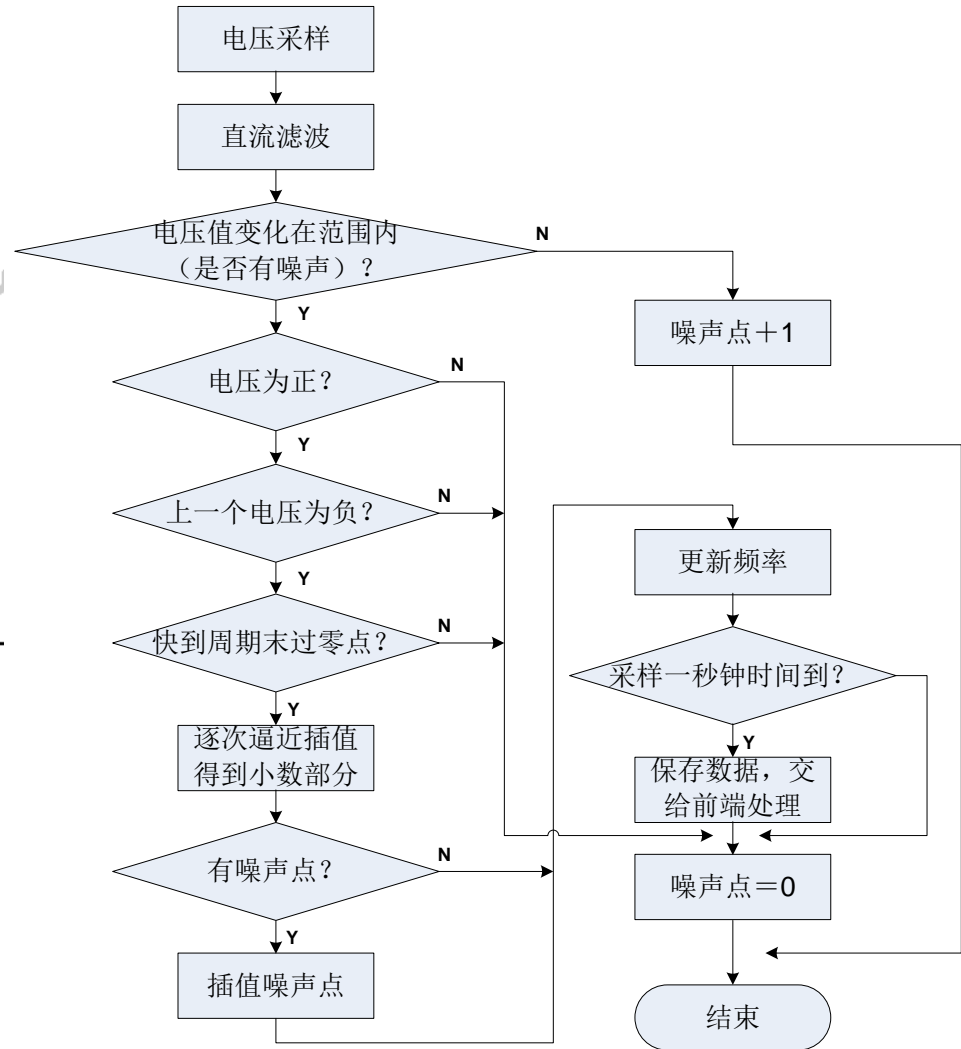 电压采样
直流滤波
电压值变化在范围内
（是否有噪声）？
N
Y
噪声点＋1
电压为正？
N
Y
上一个电压为负？
N
Y
快到周期末过零点？
N
Y
逐次逼近插值
得到小数部分
有噪声点？
N
Y
插值噪声点
更新频率
采样一秒钟时间到？
Y
保存数据，交
给前端处理
噪声点＝0
结束